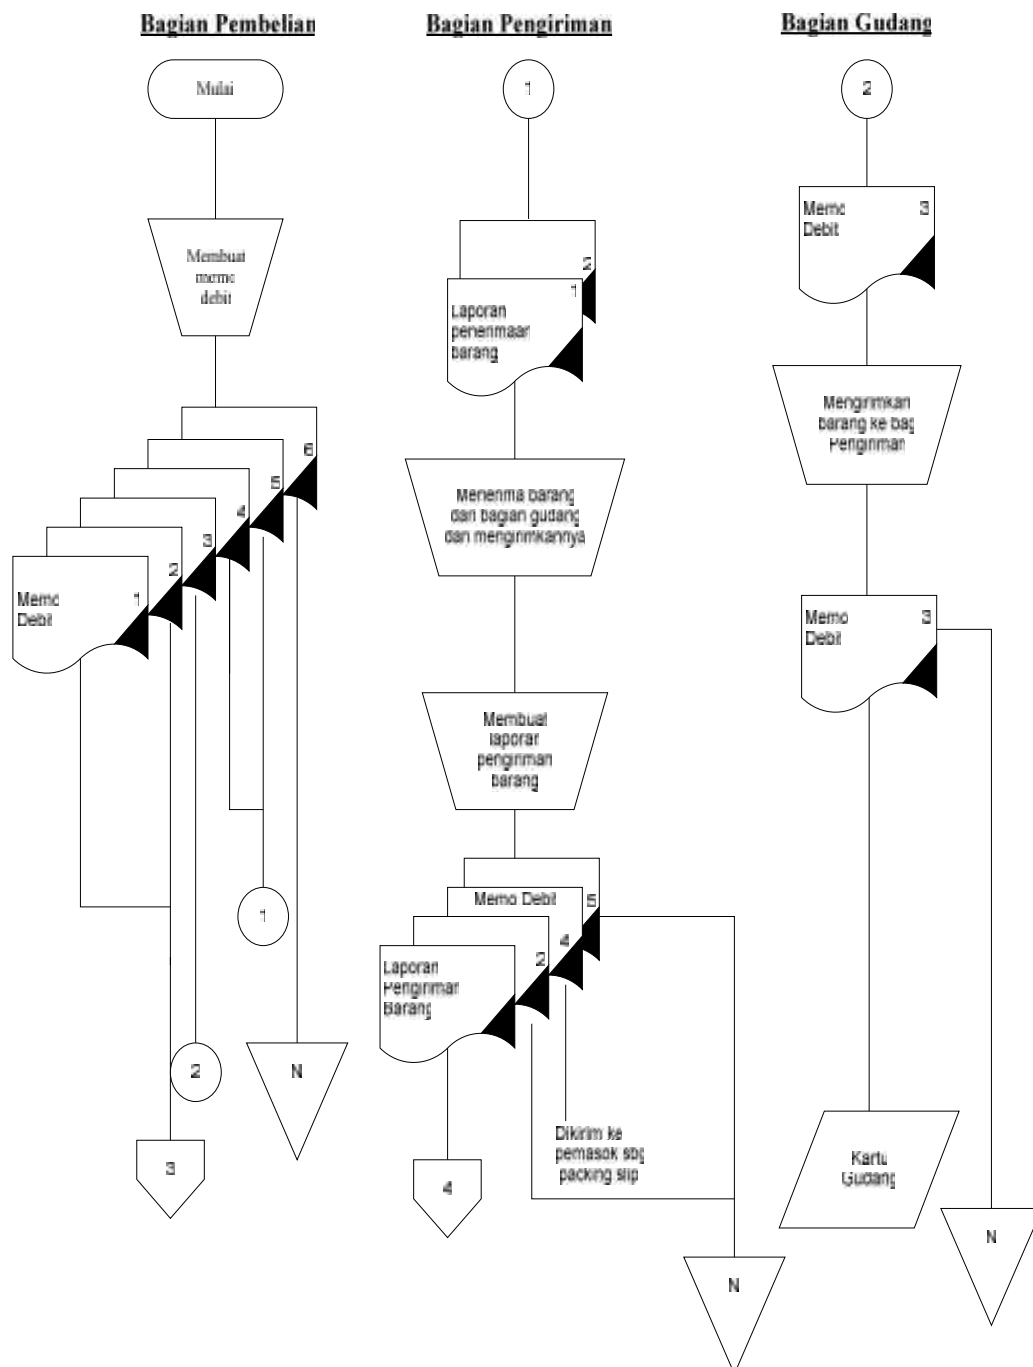 Bagian Pembelian
Mulai
Membuat
memo
debit
6
5
4
3
2
1
Memo
Debit
1
2
N
3
Bagian Pengiriman
1
2
1
Laporan
penerimaan
barang
Menerima barang
dari bagian gudang
dan mengirimkannya
Membuat
laporan
pengiriman
barang
Memo Debit
5
4
2
Laporan
Pengiriman
Barang
Dikirim ke
pemasok sbg
packing slip
4
N
Bagian Gudang
2
Memo 3
Debit
Mengirimkan
barang ke bag
Pengiriman
Memo 3
Debit
Kartu
Gudang
N